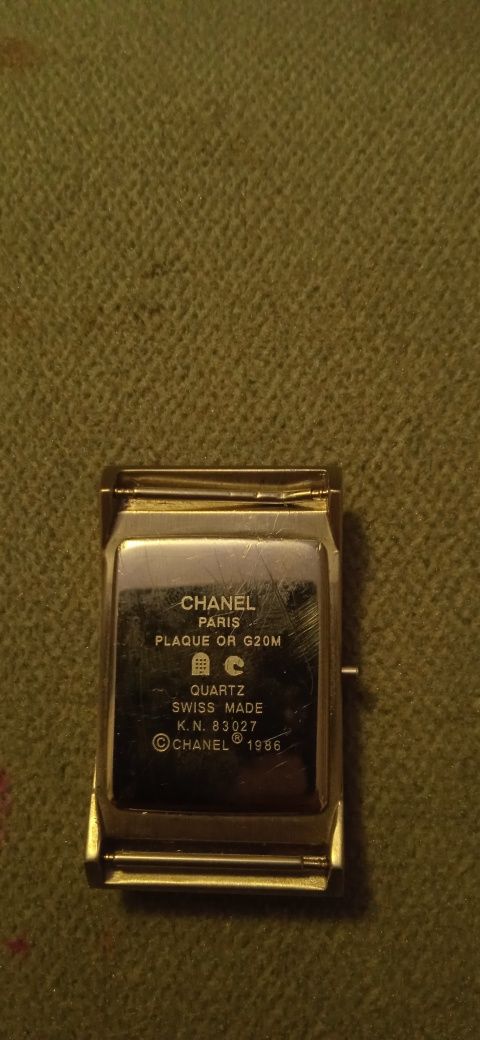 CHANEL
PARIS
PLAQUE OR G20M
QUARTZ
SWISS MADE
K.N. 83027
© CHANEL ® 1986